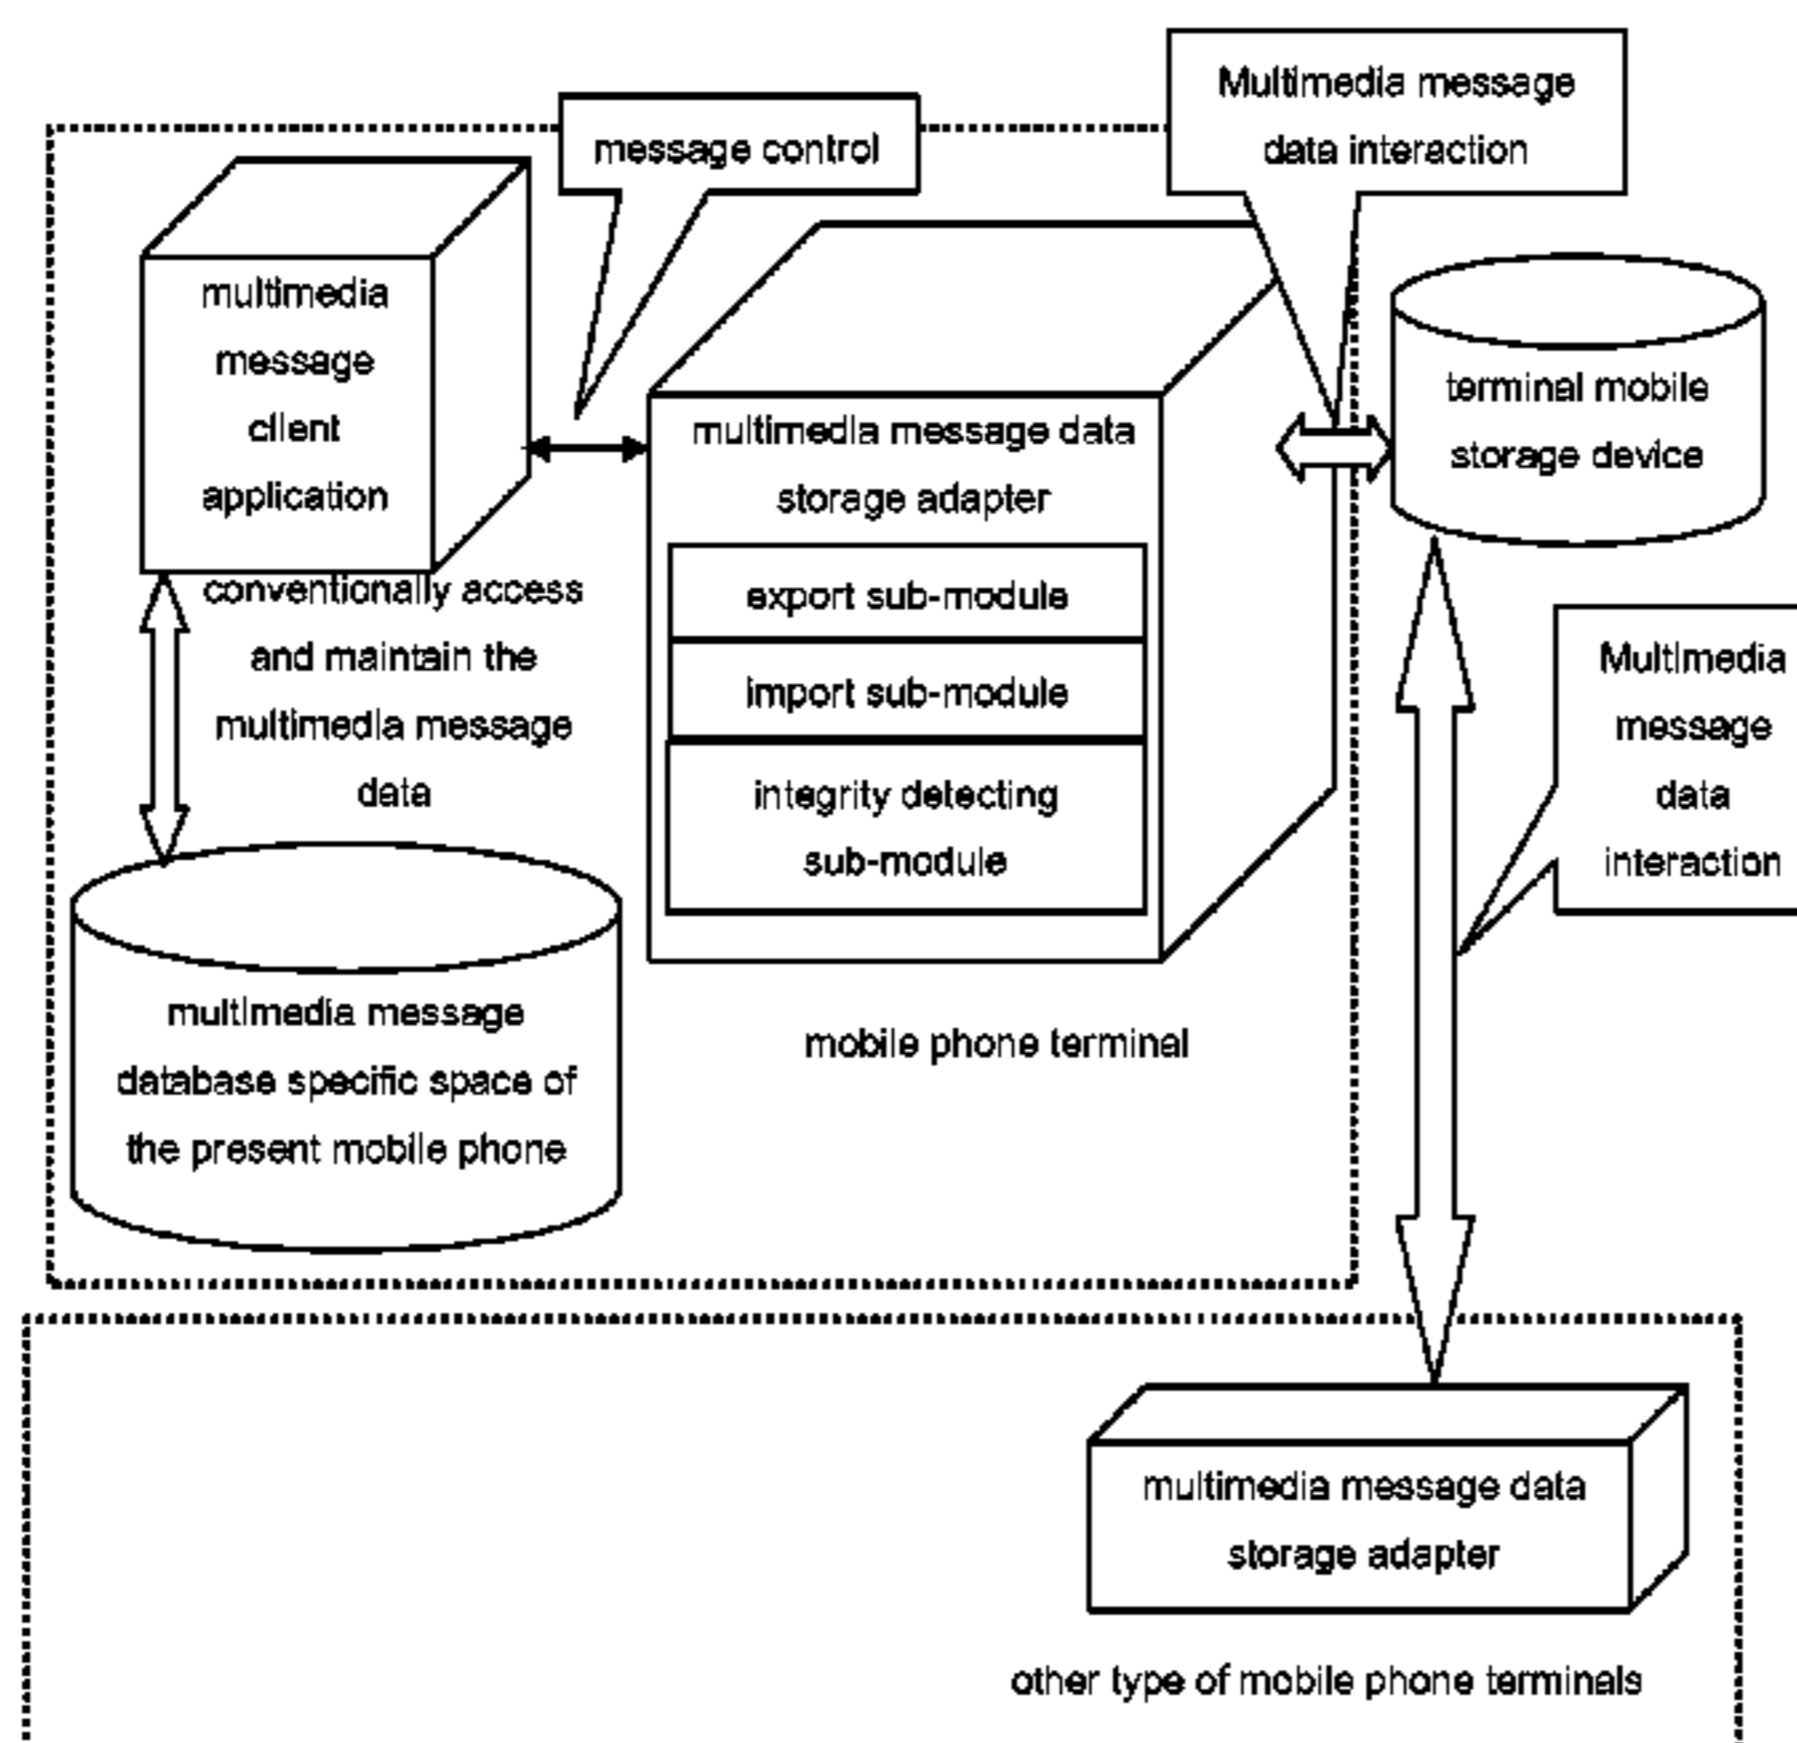 Multimedia message
data interaction
message control
multimedia
message
client
application
multimedia message data
storage adapter
export sub-module
import sub-module
integrity detecting
sub-module
terminal mobile
storage device
conventionally access
and maintain the
multimedia message
data
Multimedia
message
data
interaction
multimedia message
database specific space of
the present mobile phone
mobile phone terminal
multimedia message data
storage adapter
other type of mobile phone terminals